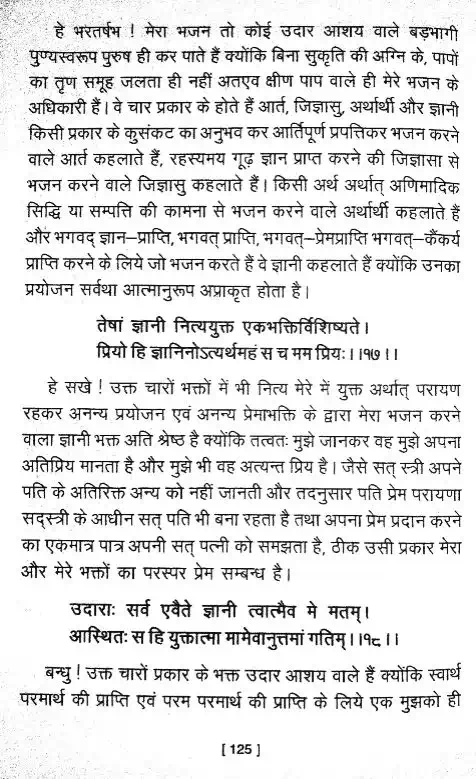 हे भरतर्षभ ! मेरा भजन तो कोई उदार आशय वाले बड़भागी
पुण्यस्वरूप पुरुष ही कर पाते हैं क्योंकि बिना सुकृति की अग्नि के, पापों
का तृण समूह जलता ही नहीं अतएव क्षीण पाप वाले ही मेरे भजन के
अधिकारी हैं। वे चार प्रकार के होते हैं आर्त, जिज्ञासु, अर्थार्थी और ज्ञानी
किसी प्रकार के कुसंकट का अनुभव कर आर्तिपूर्ण प्रपत्तिकर भजन करने
वाले आर्त कहलाते हैं, रहस्यमय गूढ़ ज्ञान प्राप्त करने की जिज्ञासा से
भजन करने वाले जिज्ञासु कहलाते हैं। किसी अर्थ अर्थात् अणिमादिक
सिद्धि या सम्पत्ति की कामना से भजन करने वाले अर्थार्थी कहलाते हैं
और भगवद् ज्ञान–प्राप्ति, भगवत् प्राप्ति, भगवत्–प्रेमप्राप्ति भगवत्–कैंकर्य
प्राप्ति करने के लिये जो भजन करते हैं वे ज्ञानी कहलाते हैं क्योंकि उनका
प्रयोजन सर्वथा आत्मानुरूप अप्राकृत होता है।
तेषां ज्ञानी नित्ययुक्त एकभक्तिर्विशिष्यते।
प्रियो हि ज्ञानिनोऽत्यर्थमहं स च मम प्रियः।।१७।।
हे सखे ! उक्त चारों भक्तों में भी नित्य मेरे में युक्त अर्थात् परायण
रहकर अनन्य प्रयोजन एवं अनन्य प्रेमाभक्ति के द्वारा मेरा भजन करने
वाला ज्ञानी भक्त अति श्रेष्ठ है क्योंकि तत्वतः मुझे जानकर वह मुझे अपना
अतिप्रिय मानता है और मुझे भी वह अत्यन्त प्रिय है। जैसे सत् स्त्री अपने
पति के अतिरिक्त अन्य को नहीं जानती और तदनुसार पति प्रेम परायणा
सद्स्त्री के आधीन सत् पति भी बना रहता है तथा अपना प्रेम प्रदान करने
का एकमात्र पात्र अपनी सत् पत्नी को समझता है, ठीक उसी प्रकार मेरा
और मेरे भक्तों का परस्पर प्रेम सम्बन्ध है।
उदाराः सर्व एवैते ज्ञानी त्वात्मैव मे मतम्।
आस्थितः स हि युक्तात्मा मामेवानुत्तमां गतिम्।।१८।।
बन्धु ! उक्त चारों प्रकार के भक्त उदार आशय वाले हैं क्योंकि स्वार्थ
परमार्थ की प्राप्ति एवं परम परमार्थ की प्राप्ति के लिये एक मुझको ही
[ 125 ]